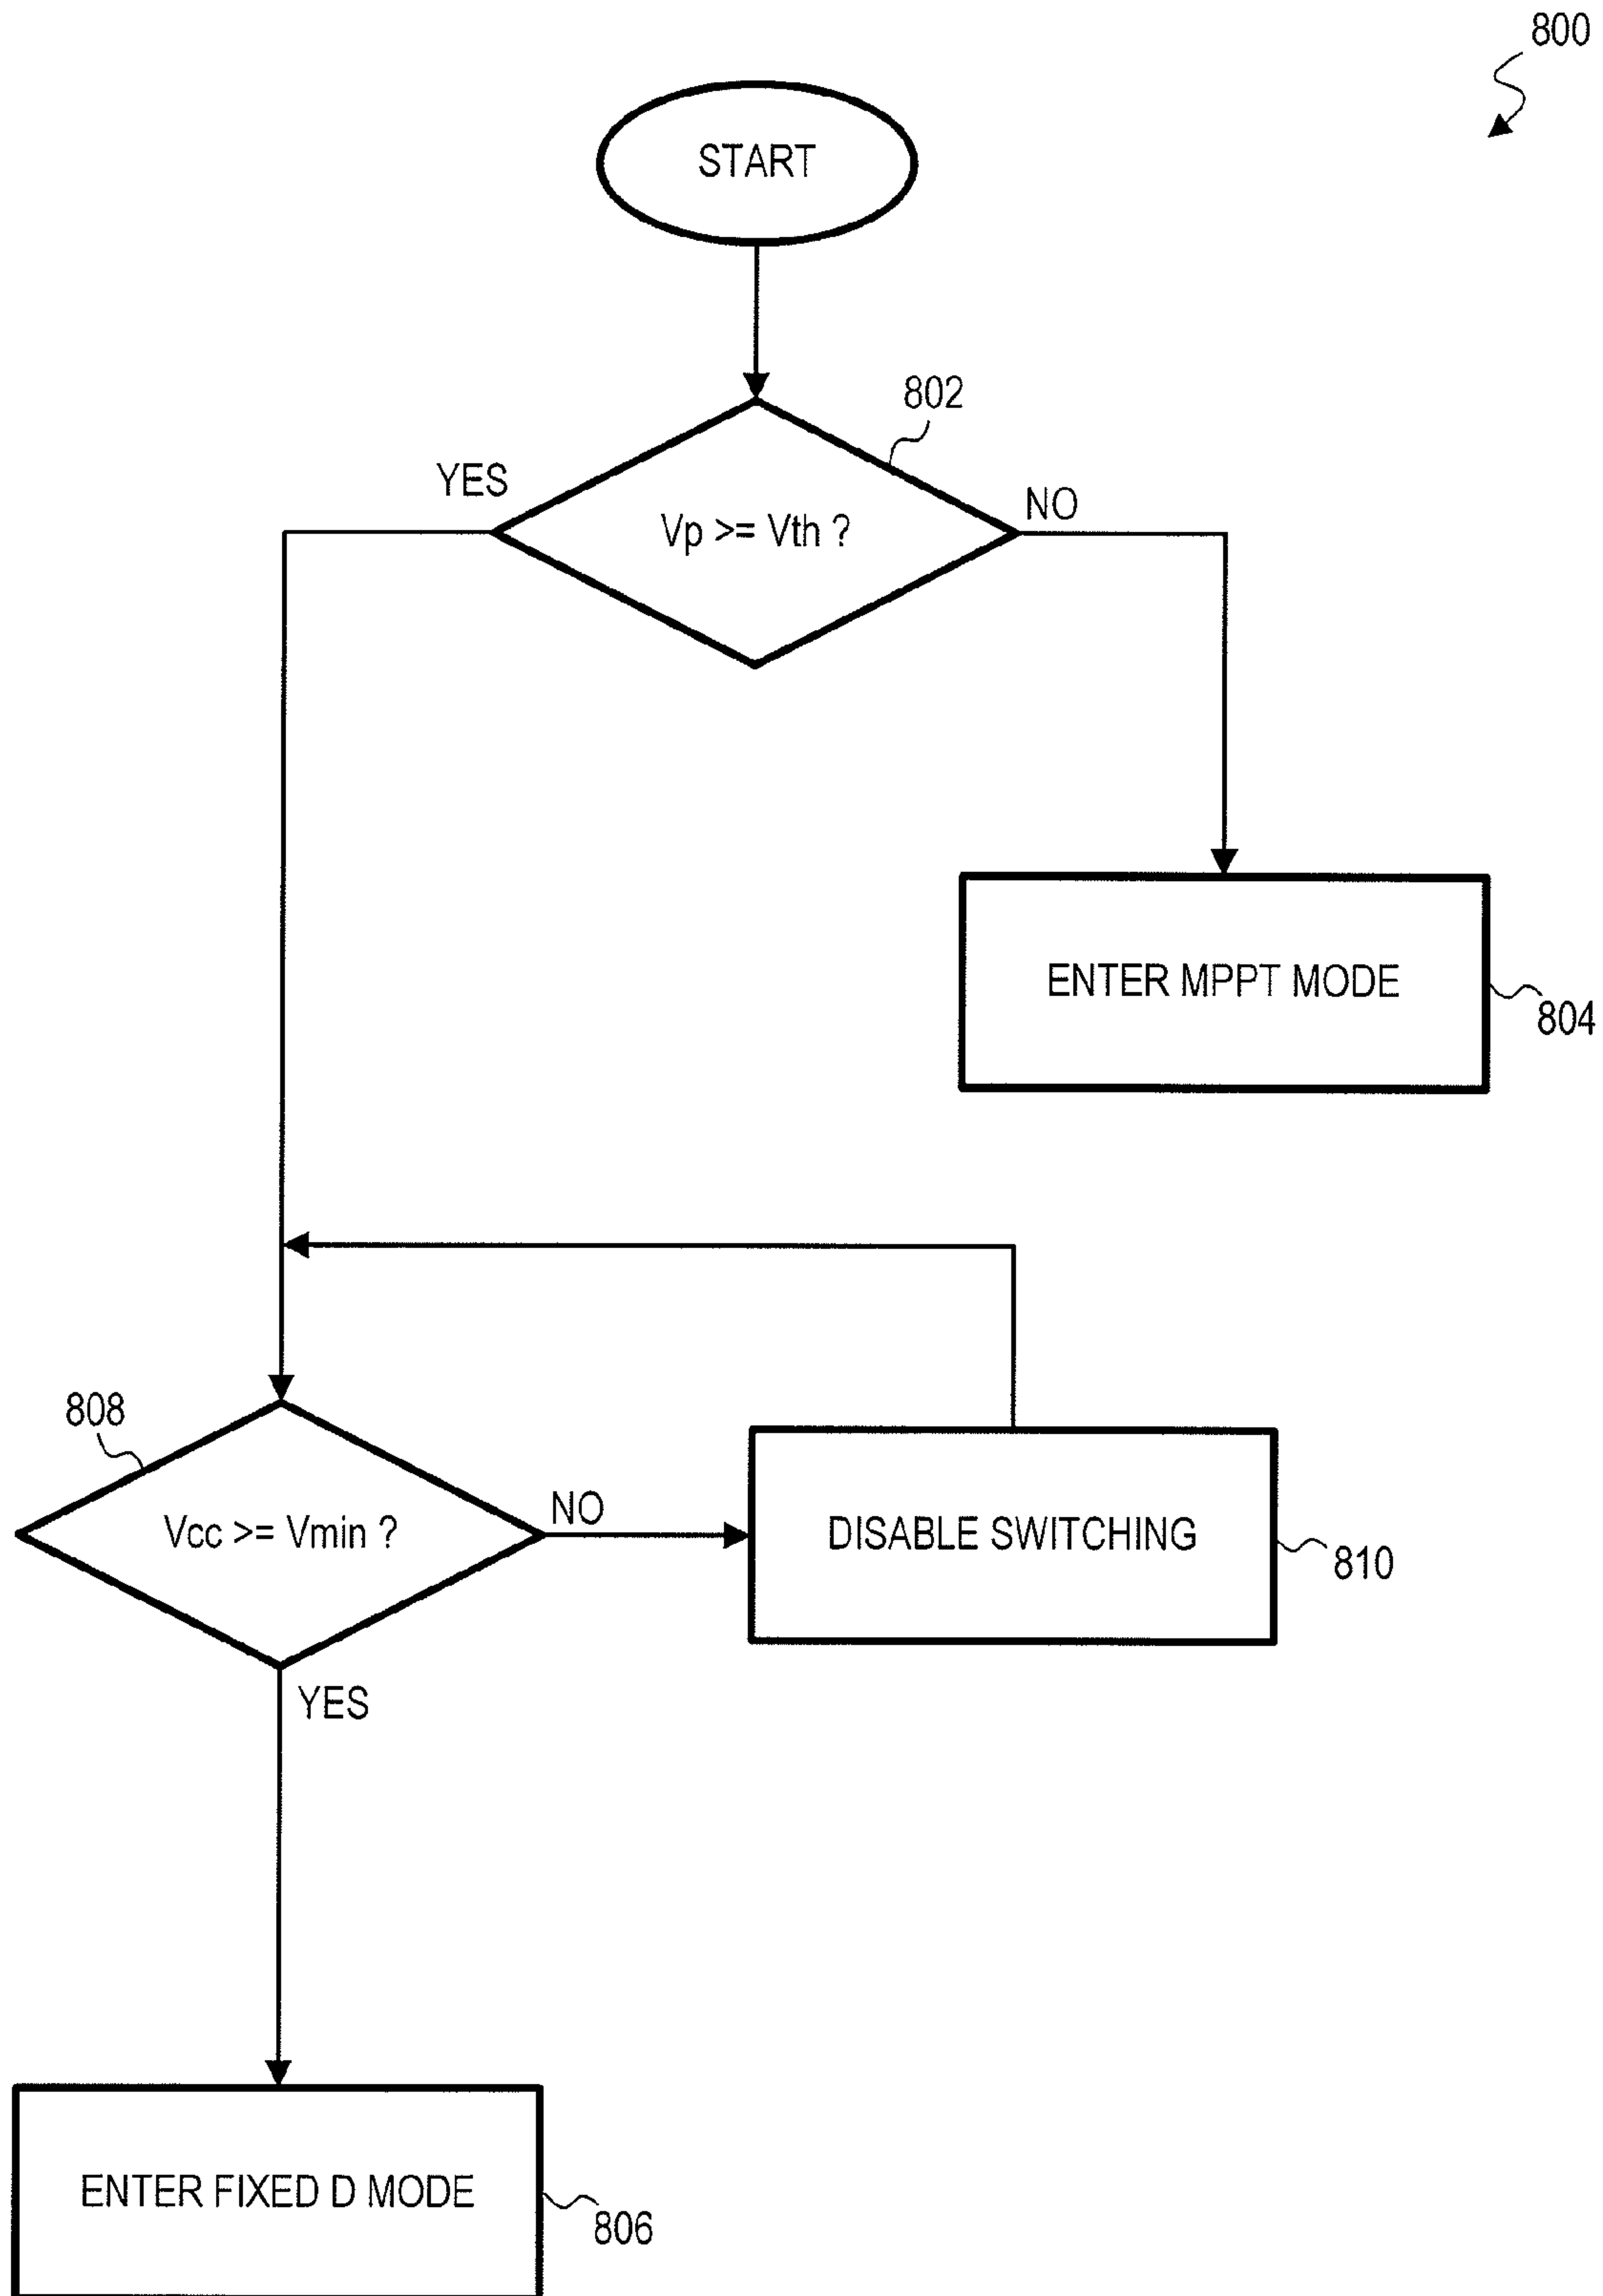 800
START
802
YES
NO
Vp >= Vth ?
ENTER MPPT MODE
804
808
Vcc >= Vmin ?
NO
DISABLE SWITCHING
810
YES
ENTER FIXED D MODE
806